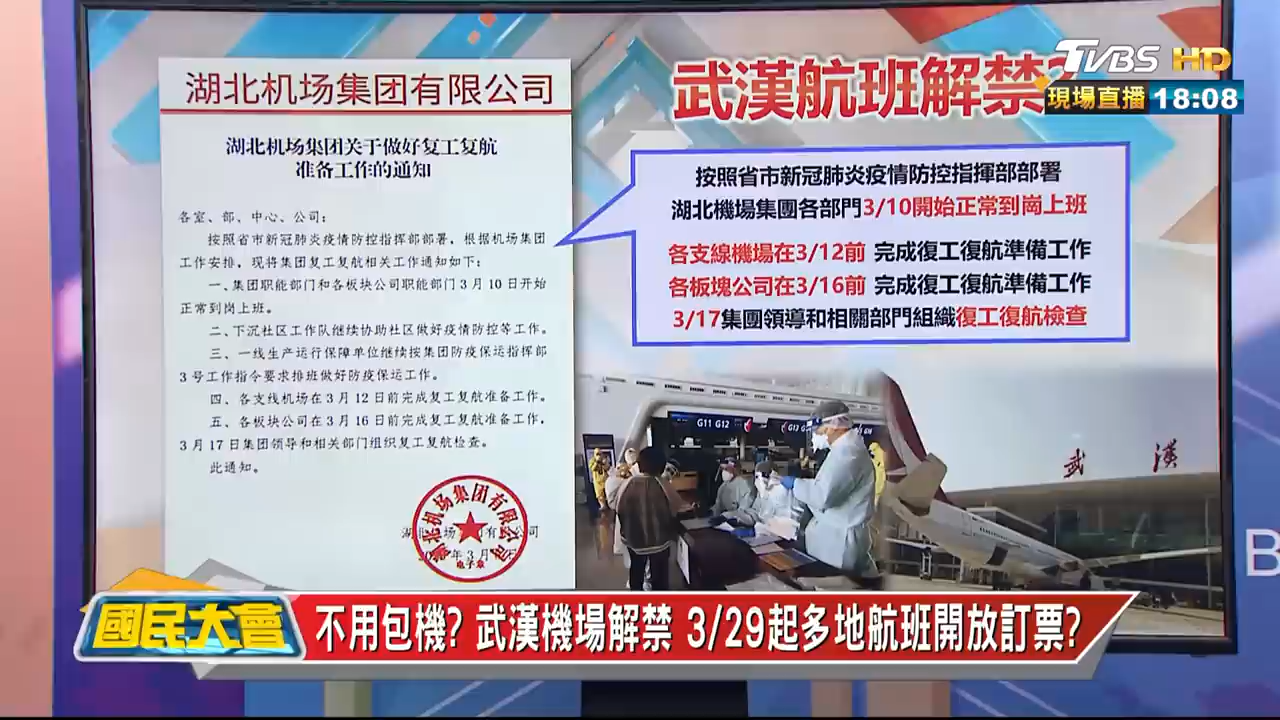 TVBS HD
現場直播 18:08
武漢航班解禁?
湖北机场集团有限公司
湖北机场集团关于做好复工复航
准备工作的通知
各室、部、中心、公司:
按照省市新冠肺炎疫情防控指挥部部署,根据机场集团
工作安排,现将集团复工复航相关工作通知如下:
一、集团职能部门和各板块公司职能部门3月10日开始
正常到岗上班。
二、下沉社区工作队继续协助社区做好疫情防控等工作。
三、一线生产运行保障单位继续按集团防疫保运指挥部
3号工作指令要求排班做好防疫保运工作。
四、各支线机场在3月12日前完成复工复航准备工作。
五、各板块公司在3月16日前完成复工复航准备工作,
3月17日集团领导和相关部门组织复工复航检查。
此通知。
湖北机场集团有限公司
电子章
按照省市新冠肺炎疫情防控指揮部部署
湖北機場集團各部門3/10開始正常到崗上班
各支線機場在3/12前 完成復工復航準備工作
各板塊公司在3/16前 完成復工復航準備工作
3/17集團領導和相關部門組織復工復航檢查
G11 G12
G13
武 漢
B
國民大會
不用包機? 武漢機場解禁 3/29起多地航班開放訂票?